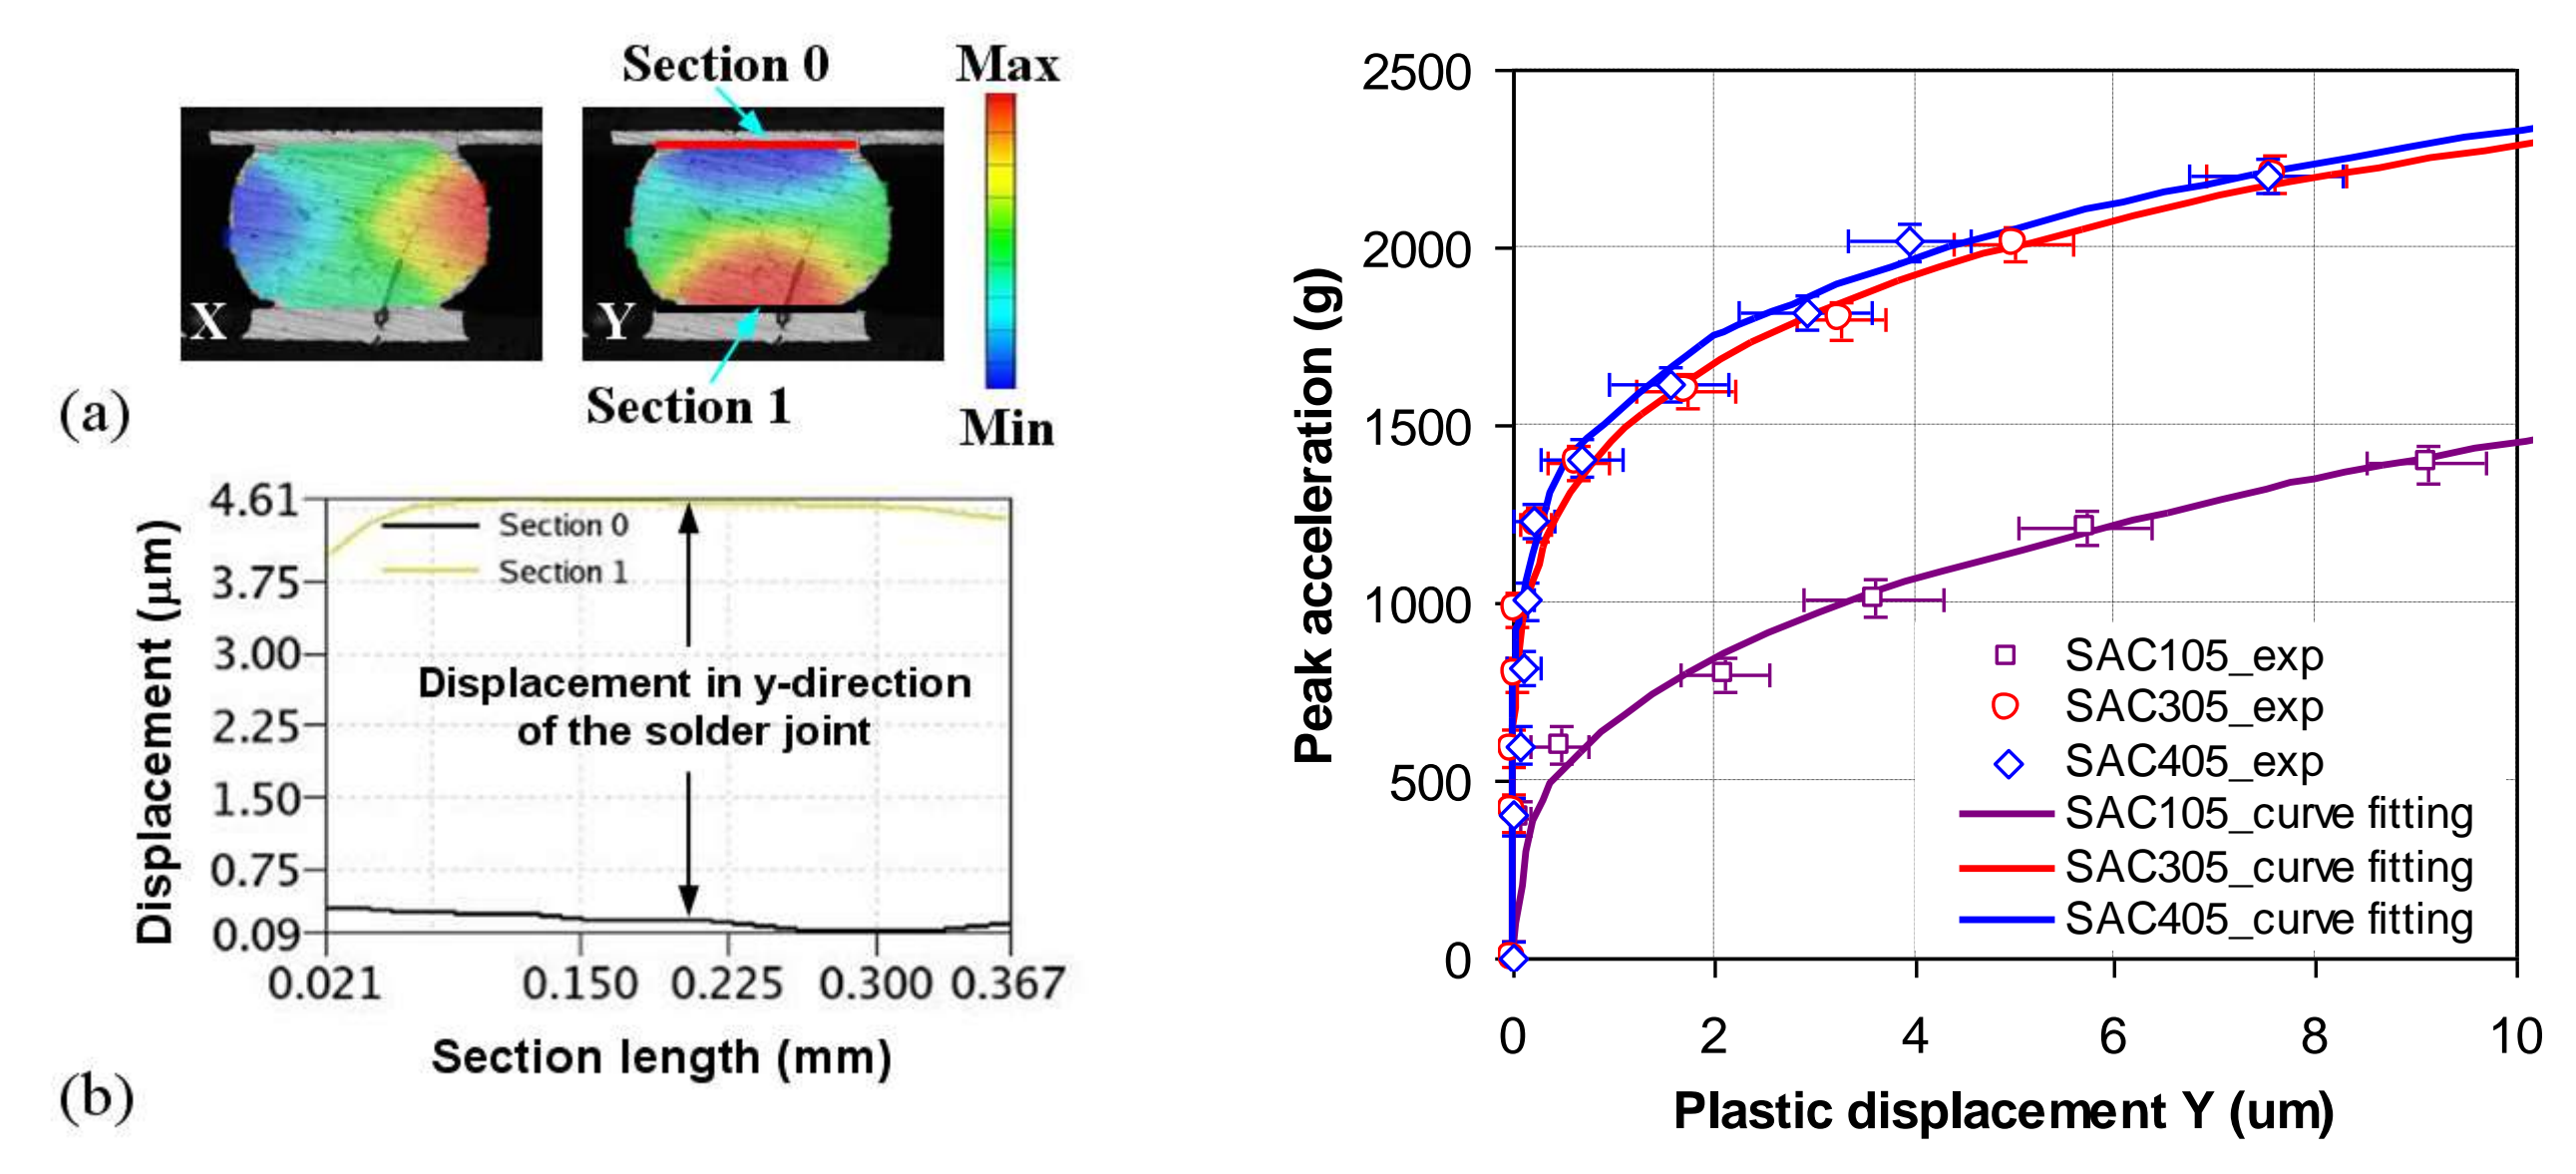 Section 0
Max
X
Y
Section 1
Min
(a)
4.61
3.75
3.00
2.25
1.50
0.75
0.09
Displacement (μm)
Section 0
Section 1
Displacement in y-direction
of the solder joint
0.021
0.150
0.225
0.300
0.367
Section length (mm)
(b)
2500
2000
1500
1000
500
0
Peak acceleration (g)
SAC105_exp
SAC305_exp
SAC405_exp
SAC105_curve fitting
SAC305_curve fitting
SAC405_curve fitting
0
2
4
6
8
10
Plastic displacement Y (um)